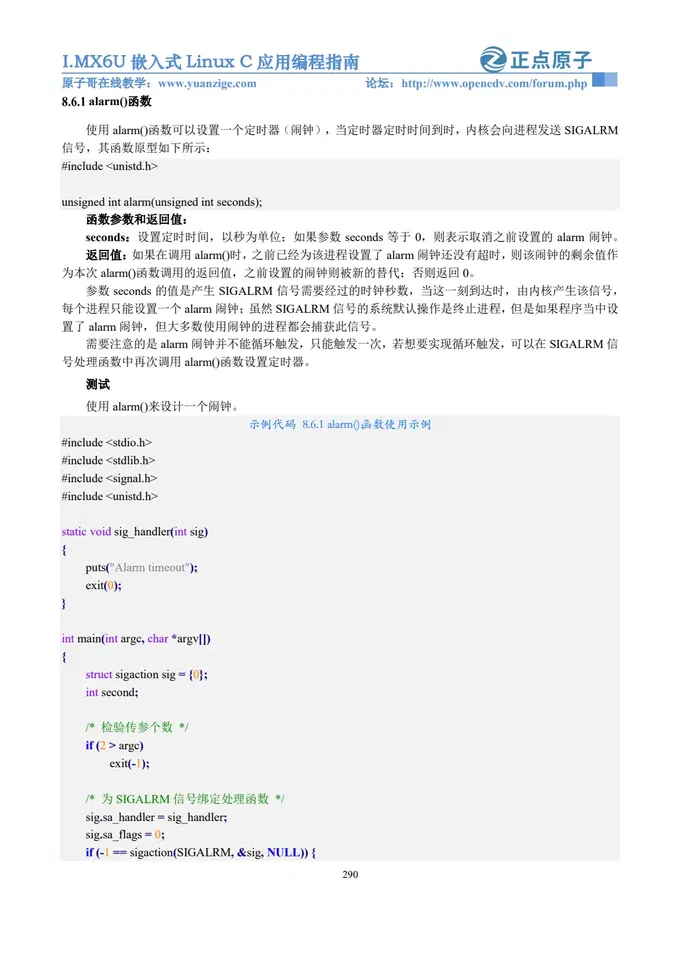 I.MX6U 嵌入式 Linux C 应用编程指南
正点原子
原子哥在线教学：www.yuanzige.com
论坛：http://www.openedv.com/forum.php
8.6.1 alarm()函数
使用 alarm()函数可以设置一个定时器（闹钟），当定时器定时时间到时，内核会向进程发送 SIGALRM
信号，其函数原型如下所示：
#include <unistd.h>
unsigned int alarm(unsigned int seconds);
函数参数和返回值：
seconds：设置定时时间，以秒为单位；如果参数 seconds 等于 0，则表示取消之前设置的 alarm 闹钟。
返回值：如果在调用 alarm()时，之前已经为该进程设置了 alarm 闹钟还没有超时，则该闹钟的剩余值作
为本次 alarm()函数调用的返回值，之前设置的闹钟则被新的替代；否则返回 0。
参数 seconds 的值是产生 SIGALRM 信号需要经过的时钟秒数，当这一刻到达时，由内核产生该信号，
每个进程只能设置一个 alarm 闹钟；虽然 SIGALRM 信号的系统默认操作是终止进程，但是如果程序当中设
置了 alarm 闹钟，但大多数使用闹钟的进程都会捕获此信号。
需要注意的是 alarm 闹钟并不能循环触发，只能触发一次，若想要实现循环触发，可以在 SIGALRM 信
号处理函数中再次调用 alarm()函数设置定时器。
测试
使用 alarm()来设计一个闹钟。
示例代码 8.6.1 alarm()函数使用示例
#include <stdio.h>
#include <stdlib.h>
#include <signal.h>
#include <unistd.h>
static void sig_handler(int sig)
{
puts("Alarm timeout");
exit(0);
}
int main(int argc, char *argv[])
{
struct sigaction sig = {0};
int second;
/* 检验传参个数 */
if (2 > argc)
exit(-1);
/* 为 SIGALRM 信号绑定处理函数 */
sig.sa_handler = sig_handler;
sig.sa_flags = 0;
if (-1 == sigaction(SIGALRM, &sig, NULL)) {
290